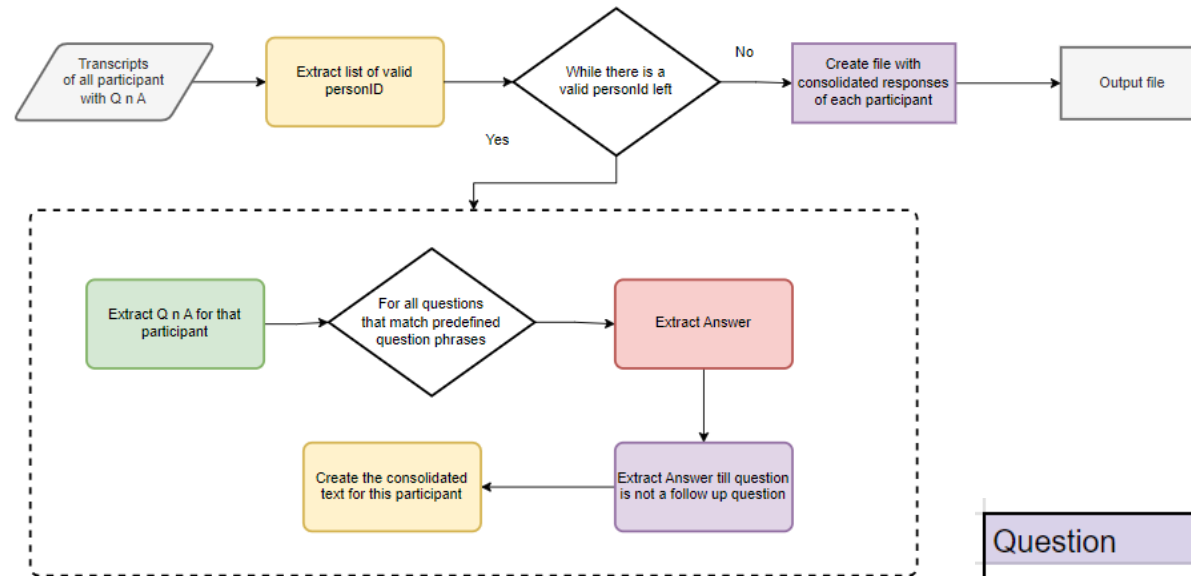 Transcripts
of all participant
with Q n A
Extract list of valid
personID
While there is a
valid personId left
No
Create file with
consolidated responses
of each participant
Output file
Yes
Extract Q n A for that
participant
For all questions
that match predefined
question phrases
Extract Answer
Create the consolidated
text for this participant
Extract Answer till question
is not a follow up question
Question